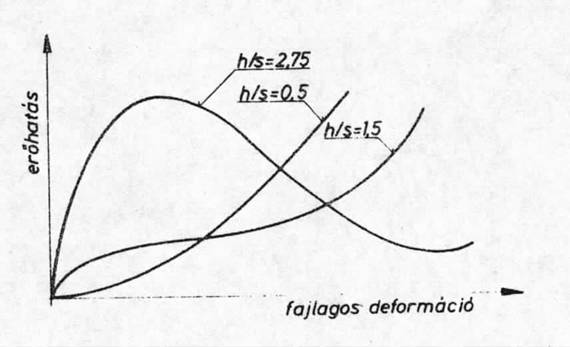 h/s=2,75
h/s=0,5
h/s=1,5
erőhatás
fajlagos deformáció